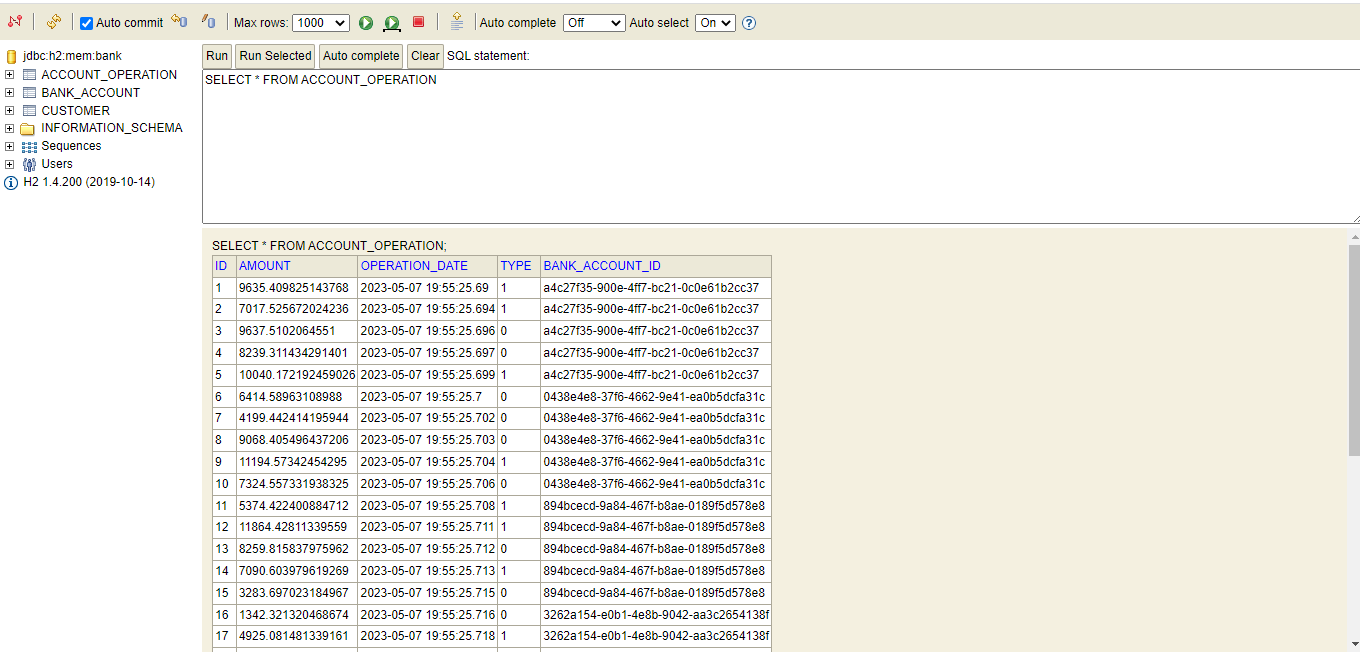 Auto commit Max rows: 1000 Auto complete Off Auto select On ?
jdbc:h2:mem:bank
ACCOUNT_OPERATION
BANK_ACCOUNT
CUSTOMER
INFORMATION_SCHEMA
Sequences
Users
H2 1.4.200 (2019-10-14)
Run Run Selected Auto complete Clear SQL statement:
SELECT * FROM ACCOUNT_OPERATION
SELECT * FROM ACCOUNT_OPERATION;
ID AMOUNT OPERATION_DATE TYPE BANK_ACCOUNT_ID
1 9635.409825143768 2023-05-07 19:55:25.69 1 a4c27f35-900e-4ff7-bc21-0c0e61b2cc37
2 7017.525672024236 2023-05-07 19:55:25.694 1 a4c27f35-900e-4ff7-bc21-0c0e61b2cc37
3 9637.5102064551 2023-05-07 19:55:25.696 0 a4c27f35-900e-4ff7-bc21-0c0e61b2cc37
4 8239.311434291401 2023-05-07 19:55:25.697 0 a4c27f35-900e-4ff7-bc21-0c0e61b2cc37
5 10040.172192459026 2023-05-07 19:55:25.699 1 a4c27f35-900e-4ff7-bc21-0c0e61b2cc37
6 6414.58963108988 2023-05-07 19:55:25.7 0 0438e4e8-37f6-4662-9e41-ea0b5dcfa31c
7 4199.442414195944 2023-05-07 19:55:25.702 0 0438e4e8-37f6-4662-9e41-ea0b5dcfa31c
8 9068.405496437206 2023-05-07 19:55:25.703 0 0438e4e8-37f6-4662-9e41-ea0b5dcfa31c
9 11194.57342454295 2023-05-07 19:55:25.704 1 0438e4e8-37f6-4662-9e41-ea0b5dcfa31c
10 7324.557331938325 2023-05-07 19:55:25.706 0 0438e4e8-37f6-4662-9e41-ea0b5dcfa31c
11 5374.422400884712 2023-05-07 19:55:25.708 1 894bcecd-9a84-467f-b8ae-0189f5d578e8
12 11864.42811339559 2023-05-07 19:55:25.711 1 894bcecd-9a84-467f-b8ae-0189f5d578e8
13 8259.815837975962 2023-05-07 19:55:25.712 0 894bcecd-9a84-467f-b8ae-0189f5d578e8
14 7090.603979619269 2023-05-07 19:55:25.713 1 894bcecd-9a84-467f-b8ae-0189f5d578e8
15 3283.697023184967 2023-05-07 19:55:25.715 0 894bcecd-9a84-467f-b8ae-0189f5d578e8
16 1342.321320468674 2023-05-07 19:55:25.716 0 3262a154-e0b1-4e8b-9042-aa3c2654138f
17 4925.081481339161 2023-05-07 19:55:25.718 1 3262a154-e0b1-4e8b-9042-aa3c2654138f